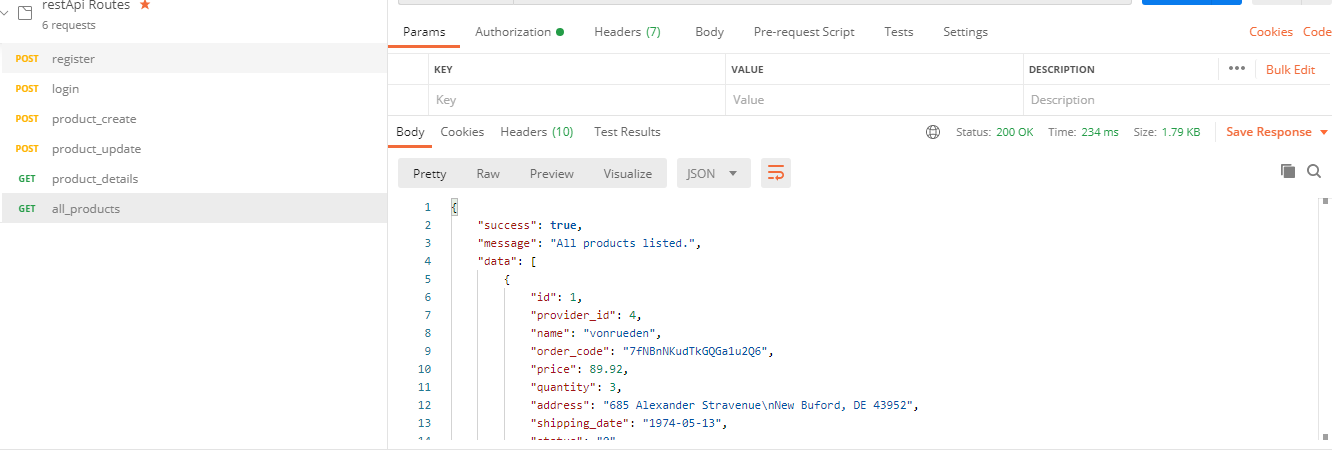 restApi Routes
6 requests
POST register
POST login
POST product_create
POST product_update
GET product_details
GET all_products
Params Authorization Headers (7) Body Pre-request Script Tests Settings Cookies Code
KEY VALUE DESCRIPTION ••• Bulk Edit
Key Value Description
Body Cookies Headers (10) Test Results Status: 200 OK Time: 234 ms Size: 1.79 KB Save Response
Pretty Raw Preview Visualize JSON
1 {
2 "success": true,
3 "message": "All products listed.",
4 "data": [
5 {
6 "id": 1,
7 "provider_id": 4,
8 "name": "vonrueden",
9 "order_code": "7fNBnNKudTkGQGa1u2Q6",
10 "price": 89.92,
11 "quantity": 3,
12 "address": "685 Alexander Stravenue\nNew Buford, DE 43952",
13 "shipping_date": "1974-05-13",
14 "status": "0"